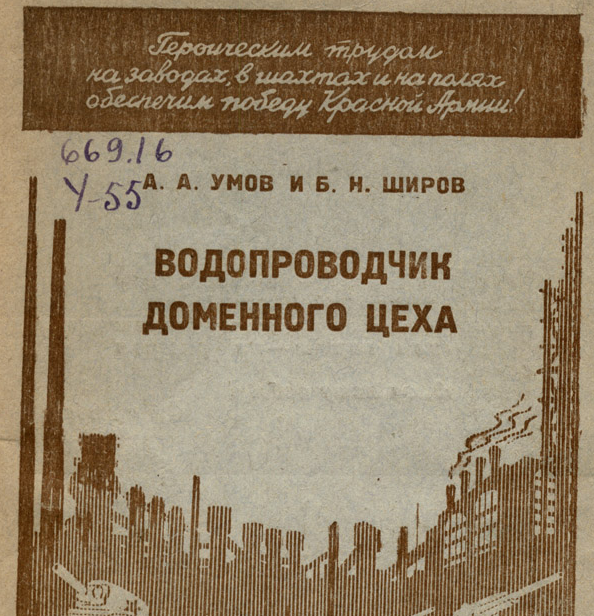 Героическим трудом
на заводах, в шахтах и на полях
обеспечим победу Красной Армии!
669.16
У-55
А. А. УМОВ И Б. Н. ШИРОВ
ВОДОПРОВОДЧИК
ДОМЕННОГО ЦЕХА